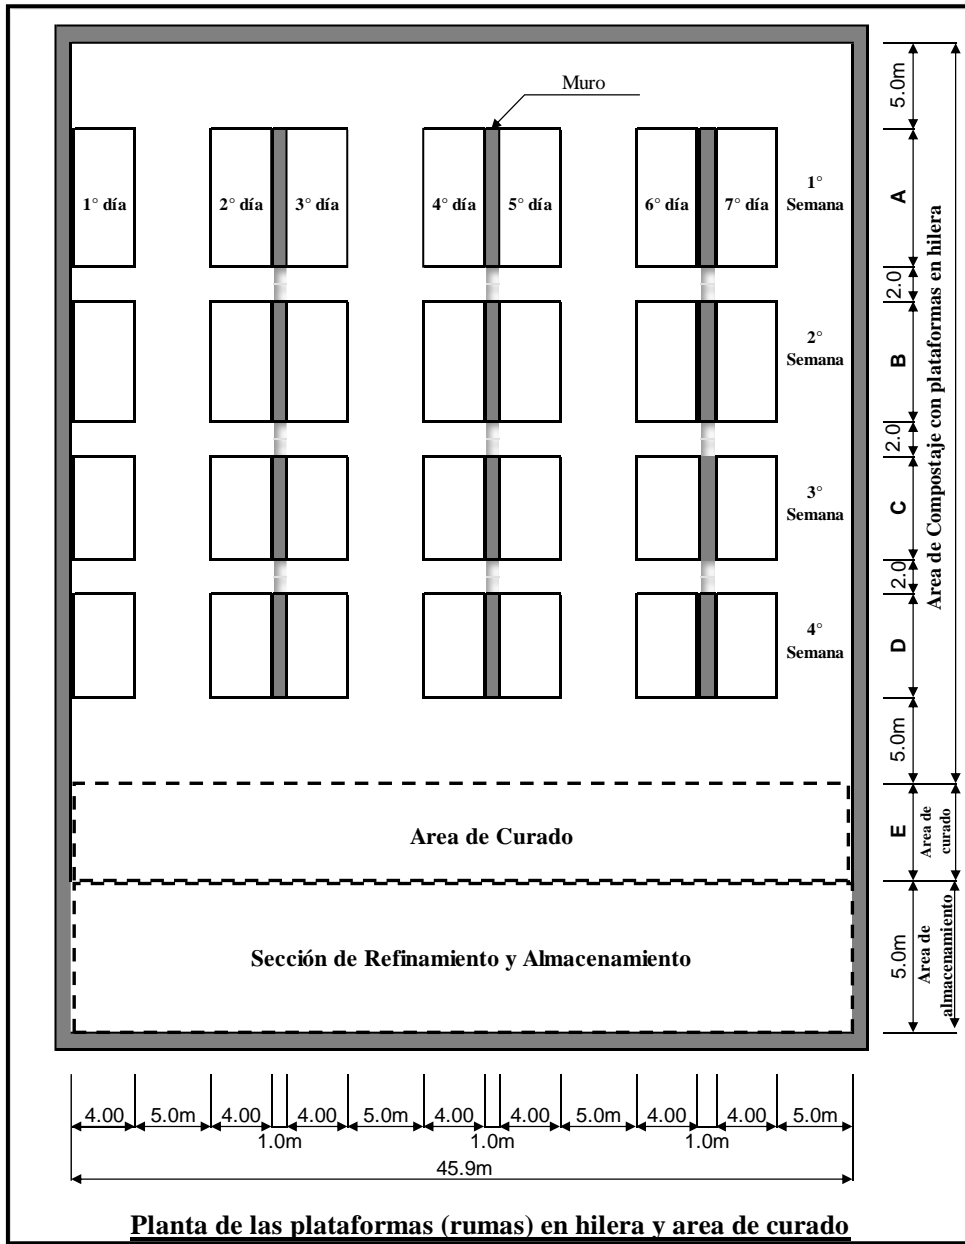 Muro
5.0m
1° día
2° día
3° día
4° día
5° día
6° día
7° día
1°
Semana
A
2.0
2°
Semana
B
2.0
3°
Semana
C
2.0
4°
Semana
D
5.0m
Area de Compostaje con plataformas en hilera
Area de Curado
E
Area de
curado
Sección de Refinamiento y Almacenamiento
5.0m
Area de
almacenamiento
4.00 5.0m 4.00 4.00 5.0m 4.00 4.00 5.0m 4.00 4.00 5.0m
1.0m 1.0m 1.0m
45.9m
Planta de las plataformas (rumas) en hilera y area de curado